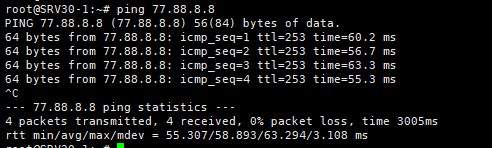 root@SRV30-1:~# ping 77.88.8.8
PING 77.88.8.8 (77.88.8.8) 56(84) bytes of data.
64 bytes from 77.88.8.8: icmp_seq=1 ttl=253 time=60.2 ms
64 bytes from 77.88.8.8: icmp_seq=2 ttl=253 time=56.7 ms
64 bytes from 77.88.8.8: icmp_seq=3 ttl=253 time=63.3 ms
64 bytes from 77.88.8.8: icmp_seq=4 ttl=253 time=55.3 ms
^C
--- 77.88.8.8 ping statistics ---
4 packets transmitted, 4 received, 0% packet loss, time 3005ms
rtt min/avg/max/mdev = 55.307/58.893/63.294/3.108 ms
root@SRV30-1:~#